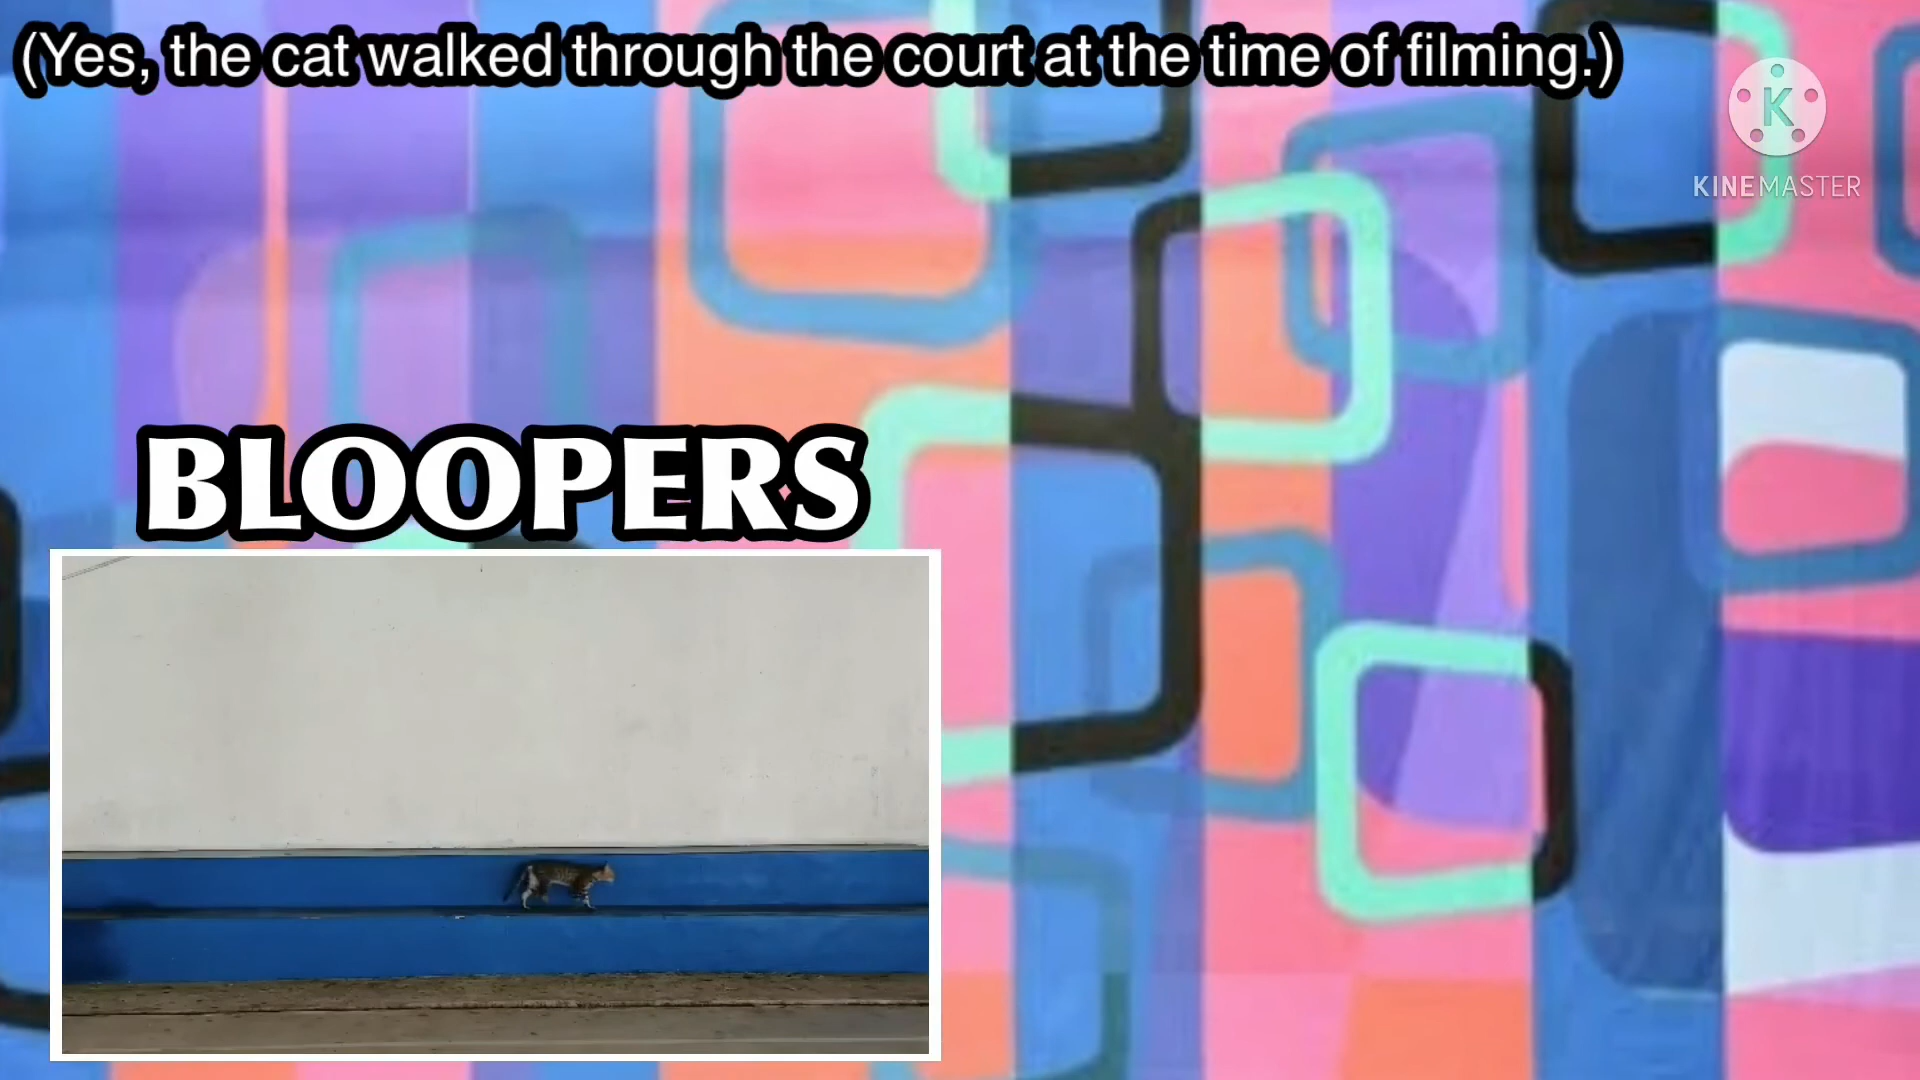 (Yes, the cat walked through the court at the time of filming.)
K
KINEMASTER
BLOOPERS